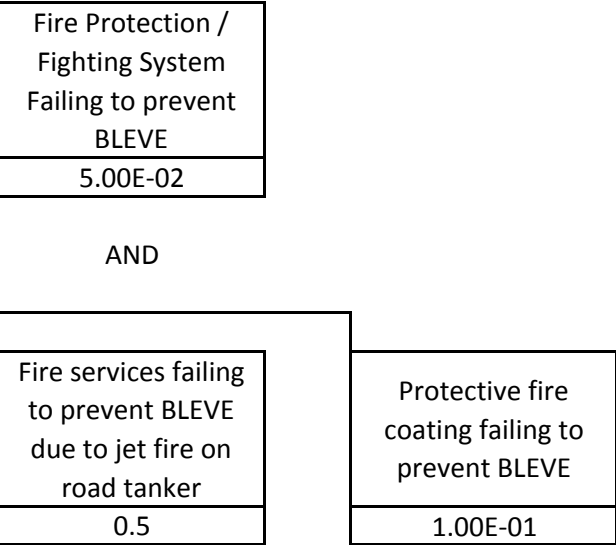 Fire Protection /
Fighting System
Failing to prevent
BLEVE
5.00E-02
AND
Fire services failing
to prevent BLEVE
due to jet fire on
road tanker
0.5
Protective fire
coating failing to
prevent BLEVE
1.00E-01